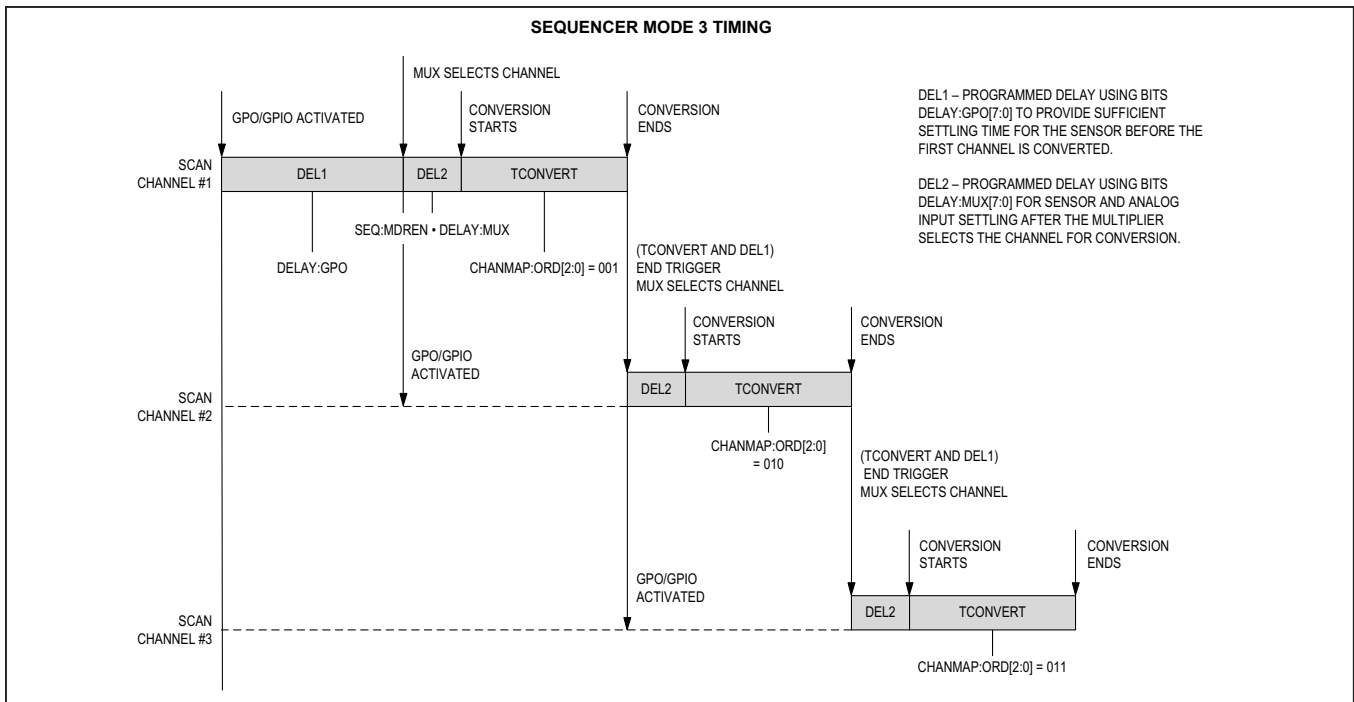 SEQUENCER MODE 3 TIMING
MUX SELECTS CHANNEL
GPO/GPIO ACTIVATED
CONVERSION
STARTS
CONVERSION
ENDS
DEL1 – PROGRAMMED DELAY USING BITS
DELAY:GPO[7:0] TO PROVIDE SUFFICIENT
SETTLING TIME FOR THE SENSOR BEFORE THE
FIRST CHANNEL IS CONVERTED.
DEL2 – PROGRAMMED DELAY USING BITS
DELAY:MUX[7:0] FOR SENSOR AND ANALOG
INPUT SETTLING AFTER THE MULTIPLIER
SELECTS THE CHANNEL FOR CONVERSION.
SCAN
CHANNEL #1
DEL1
DEL2
TCONVERT
SEQ:MDREN • DELAY:MUX
DELAY:GPO
CHANMAP:ORD[2:0] = 001
(TCONVERT AND DEL1)
END TRIGGER
MUX SELECTS CHANNEL
CONVERSION
STARTS
CONVERSION
ENDS
GPO/GPIO
ACTIVATED
SCAN
CHANNEL #2
DEL2
TCONVERT
CHANMAP:ORD[2:0]
= 010
(TCONVERT AND DEL1)
END TRIGGER
MUX SELECTS CHANNEL
CONVERSION
STARTS
CONVERSION
ENDS
GPO/GPIO
ACTIVATED
SCAN
CHANNEL #3
DEL2
TCONVERT
CHANMAP:ORD[2:0] = 011